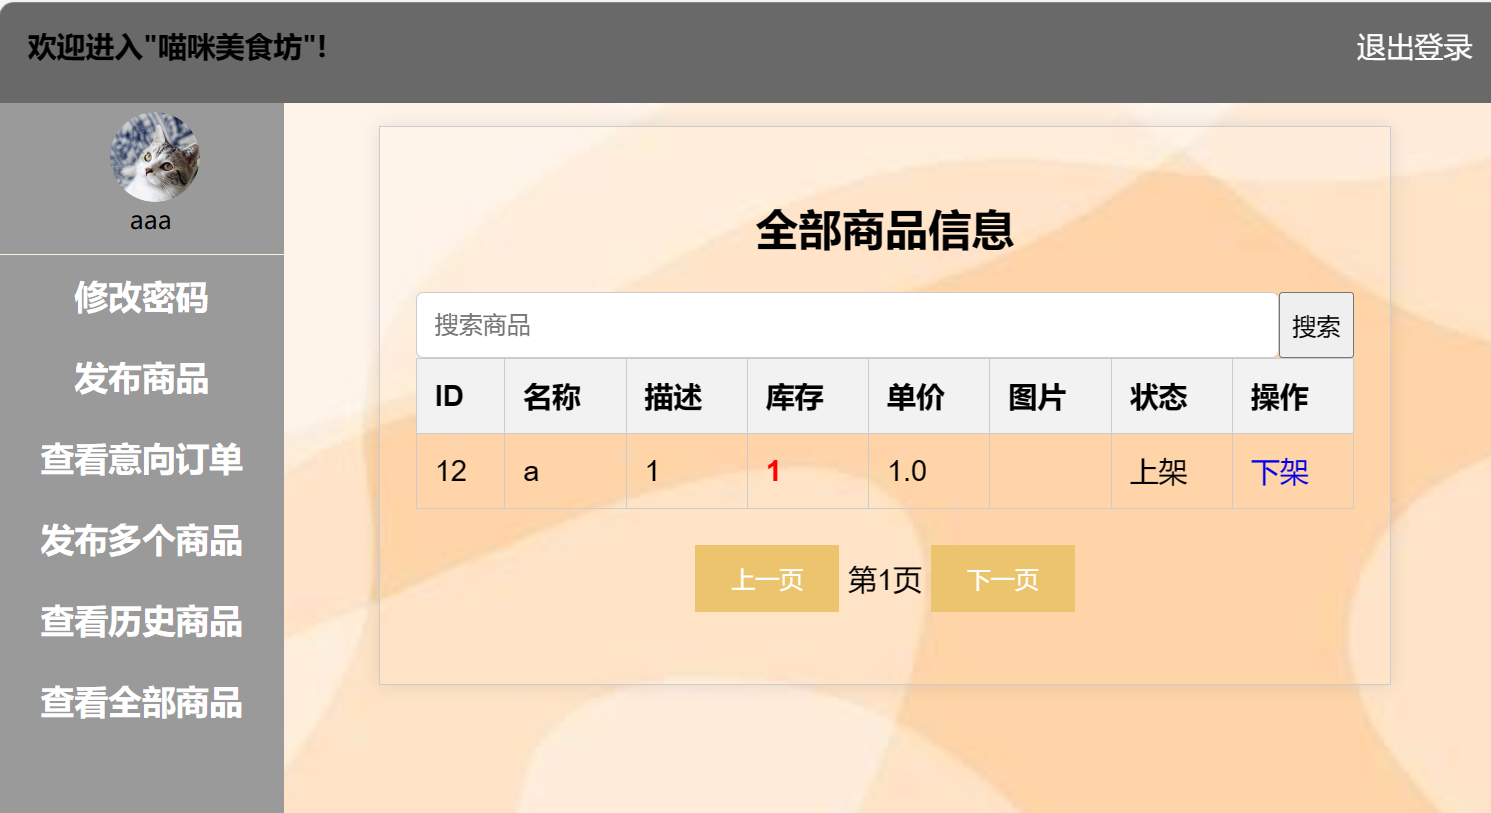 欢迎进入"喵咪美食坊"!
退出登录
aaa
修改密码
发布商品
查看意向订单
发布多个商品
查看历史商品
查看全部商品
全部商品信息
搜索商品 搜索
ID 名称 描述 库存 单价 图片 状态 操作
12 a 1 1 1.0 上架 下架
上一页 第1页 下一页